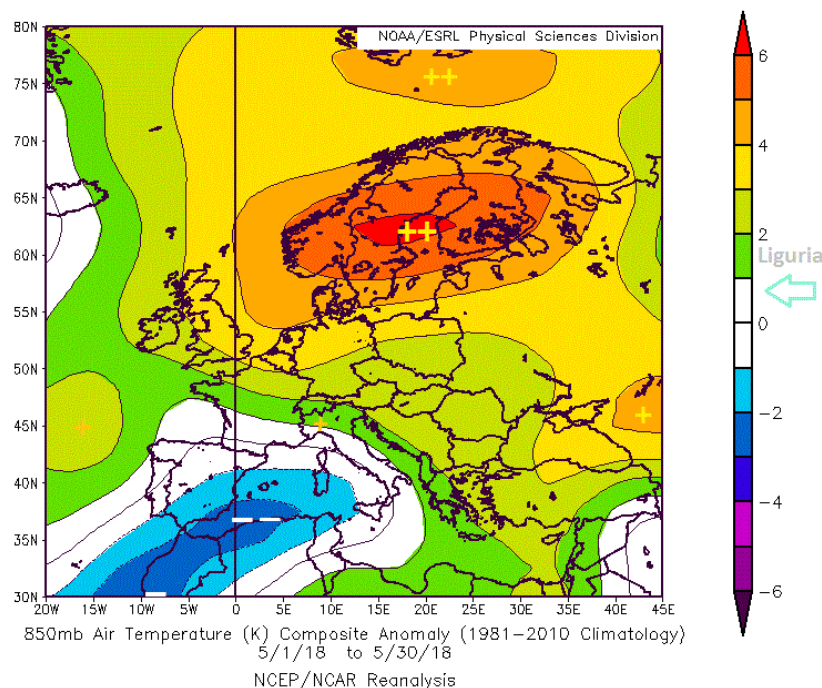 NOAA/ESRL Physical Sciences Division
80N
75N
70N
65N
60N
55N
50N
45N
40N
35N
30N
20W 15W 10W 5W 0 5E 10E 15E 20E 25E 30E 35E 40E 45E
6
4
2
Liguria
0
-2
-4
-6
850mb Air Temperature (K) Composite Anomaly (1981-2010 Climatology)
5/1/18 to 5/30/18
NCEP/NCAR Reanalysis